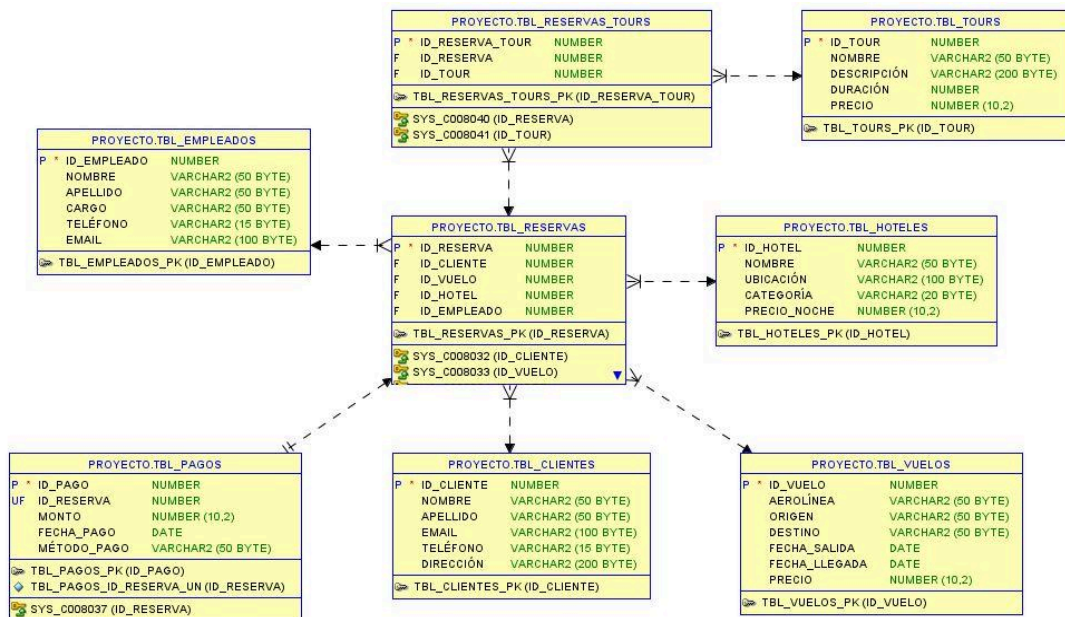 PROYECTO.TBL_RESERVAS_TOURS
P * ID_RESERVA_TOUR NUMBER
F ID_RESERVA NUMBER
F ID_TOUR NUMBER
TBL_RESERVAS_TOURS_PK (ID_RESERVA_TOUR)
SYS_C008040 (ID_RESERVA)
SYS_C008041 (ID_TOUR)
PROYECTO.TBL_TOURS
P * ID_TOUR NUMBER
NOMBRE VARCHAR2 (50 BYTE)
DESCRIPCIÓN VARCHAR2 (200 BYTE)
DURACIÓN NUMBER
PRECIO NUMBER (10,2)
TBL_TOURS_PK (ID_TOUR)
PROYECTO.TBL_EMPLEADOS
P * ID_EMPLEADO NUMBER
NOMBRE VARCHAR2 (50 BYTE)
APELLIDO VARCHAR2 (50 BYTE)
CARGO VARCHAR2 (50 BYTE)
TELÉFONO VARCHAR2 (15 BYTE)
EMAIL VARCHAR2 (100 BYTE)
TBL_EMPLEADOS_PK (ID_EMPLEADO)
PROYECTO.TBL_RESERVAS
P * ID_RESERVA NUMBER
F ID_CLIENTE NUMBER
F ID_VUELO NUMBER
F ID_HOTEL NUMBER
F ID_EMPLEADO NUMBER
TBL_RESERVAS_PK (ID_RESERVA)
SYS_C008032 (ID_CLIENTE)
SYS_C008033 (ID_VUELO)
PROYECTO.TBL_HOTELES
P * ID_HOTEL NUMBER
NOMBRE VARCHAR2 (50 BYTE)
UBICACIÓN VARCHAR2 (100 BYTE)
CATEGORÍA VARCHAR2 (20 BYTE)
PRECIO_NOCHE NUMBER (10,2)
TBL_HOTELES_PK (ID_HOTEL)
PROYECTO.TBL_PAGOS
P * ID_PAGO NUMBER
UF ID_RESERVA NUMBER
MONTO NUMBER (10,2)
FECHA_PAGO DATE
MÉTODO_PAGO VARCHAR2 (50 BYTE)
TBL_PAGOS_PK (ID_PAGO)
TBL_PAGOS_ID_RESERVA_UN (ID_RESERVA)
SYS_C008037 (ID_RESERVA)
PROYECTO.TBL_CLIENTES
P * ID_CLIENTE NUMBER
NOMBRE VARCHAR2 (50 BYTE)
APELLIDO VARCHAR2 (50 BYTE)
EMAIL VARCHAR2 (100 BYTE)
TELÉFONO VARCHAR2 (15 BYTE)
DIRECCIÓN VARCHAR2 (200 BYTE)
TBL_CLIENTES_PK (ID_CLIENTE)
PROYECTO.TBL_VUELOS
P * ID_VUELO NUMBER
AEROLÍNEA VARCHAR2 (50 BYTE)
ORIGEN VARCHAR2 (50 BYTE)
DESTINO VARCHAR2 (50 BYTE)
FECHA_SALIDA DATE
FECHA_LLEGADA DATE
PRECIO NUMBER (10,2)
TBL_VUELOS_PK (ID_VUELO)